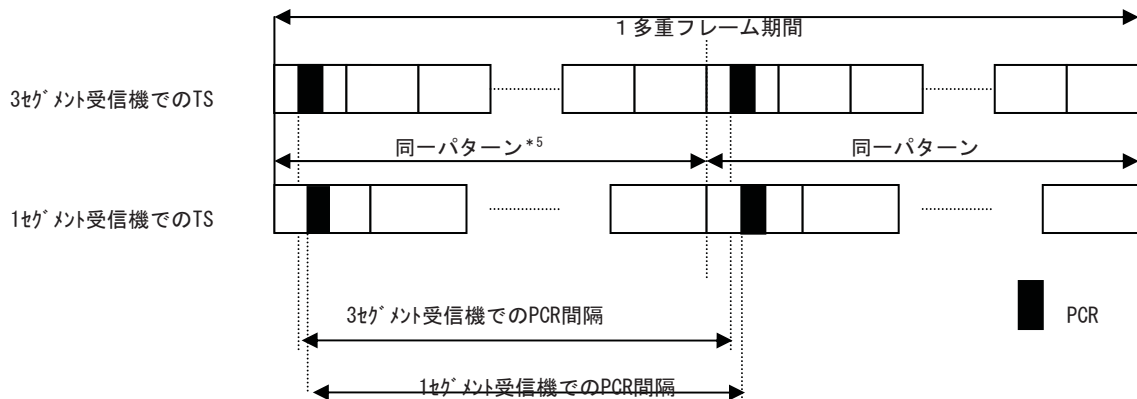 1多重フレーム期間
3ｾｸﾞﾒﾝﾄ受信機でのTS
同一パターン*5 同一パターン
1ｾｸﾞﾒﾝﾄ受信機でのTS
3ｾｸﾞﾒﾝﾄ受信機でのPCR間隔
PCR
1ｾｸﾞﾒﾝﾄ受信機でのPCR間隔